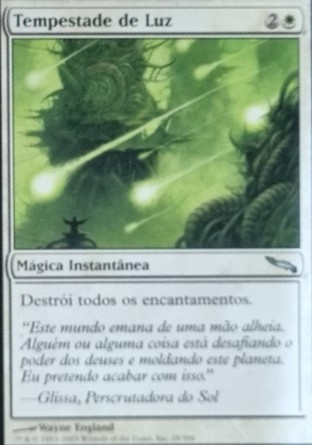 Tempestade de Luz 2
Mágica Instantânea
Destrói todos os encantamentos.
"Este mundo emana de uma mão alheia.
Alguém ou alguma coisa está desafiando o
poder dos deuses e moldando este planeta.
Eu pretendo acabar com isso."
—Glissa, Perscrutadora do Sol
Wayne England